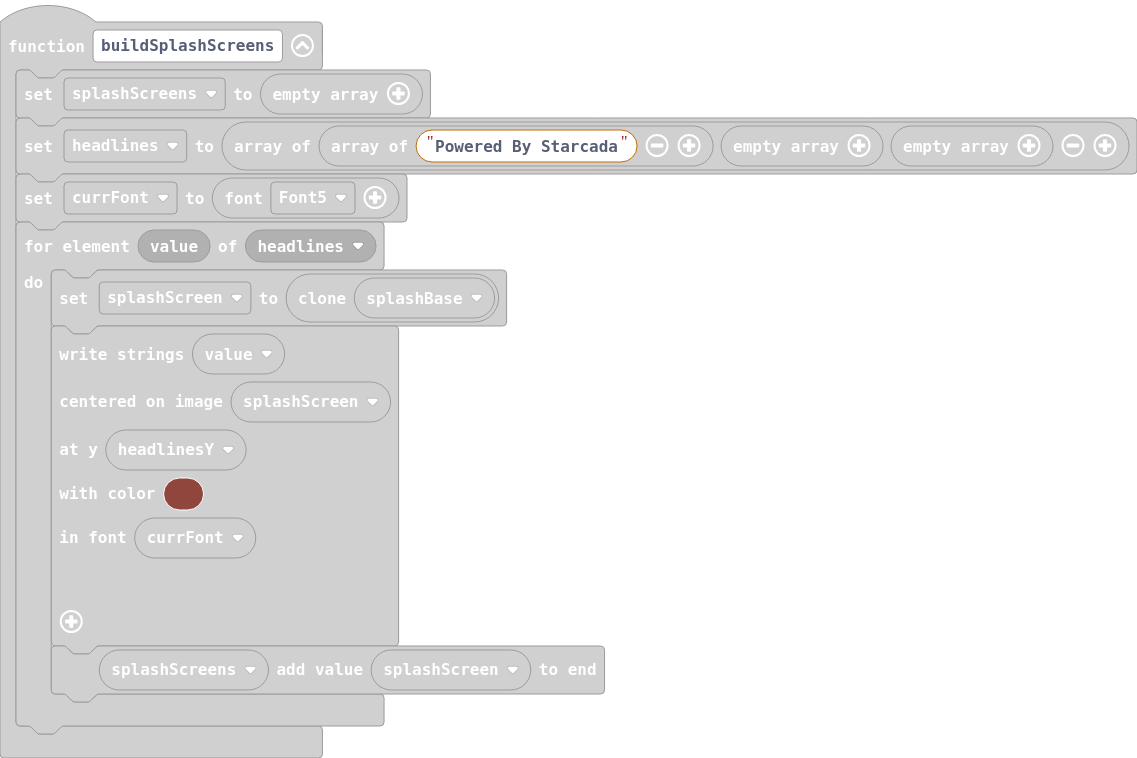 function buildSplashScreens
set splashScreens to empty array
set headlines to array of array of "Powered By Starcada" empty array empty array
set currFont to font Font5
for element value of headlines
do
set splashScreen to clone splashBase
write strings value
centered on image splashScreen
at y headlinesY
with color
in font currFont
splashScreens add value splashScreen to end